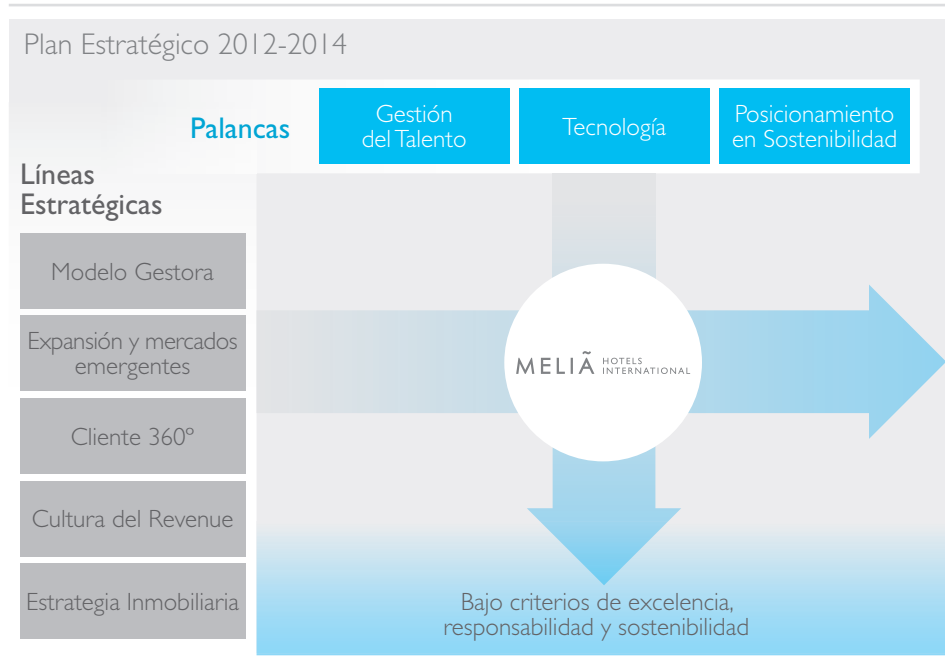 Plan Estratégico 2012-2014
Palancas
Gestión
del Talento
Tecnología
Posicionamiento
en Sostenibilidad
Líneas
Estratégicas
Modelo Gestora
Expansión y mercados
emergentes
Cliente 360º
Cultura del Revenue
Estrategia Inmobiliaria
MELIÃ HOTELS
INTERNATIONAL
Bajo criterios de excelencia,
responsabilidad y sostenibilidad